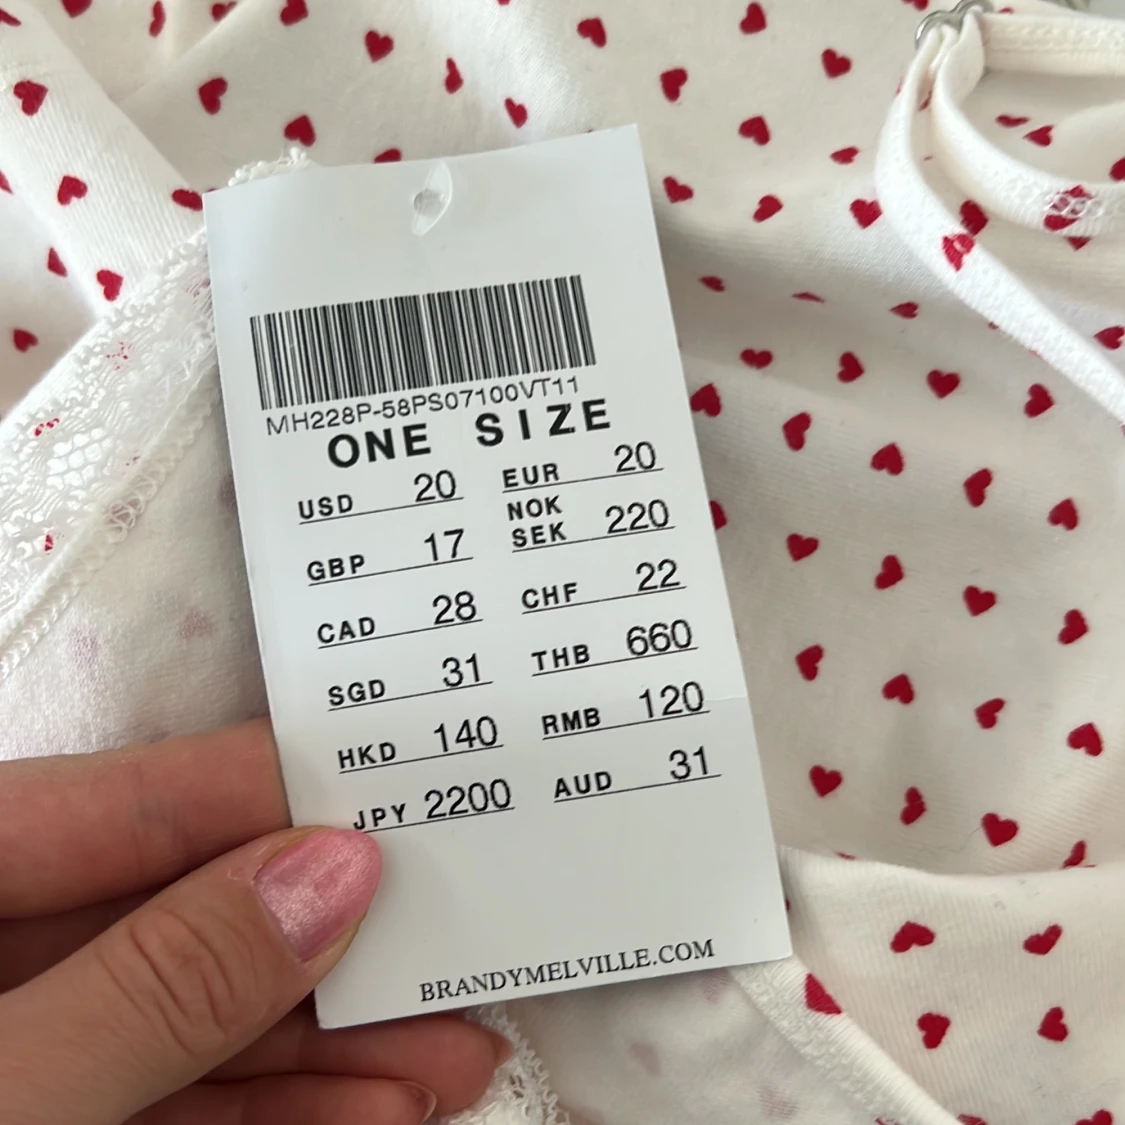 MH228P-58PS07100VT11
ONE SIZE
USD 20 EUR 20
NOK
SEK 220
GBP 17
CHF 22
CAD 28
THB 660
SGD 31
RMB 120
HKD 140
AUD 31
JPY 2200
BRANDYMELVILLE.COM